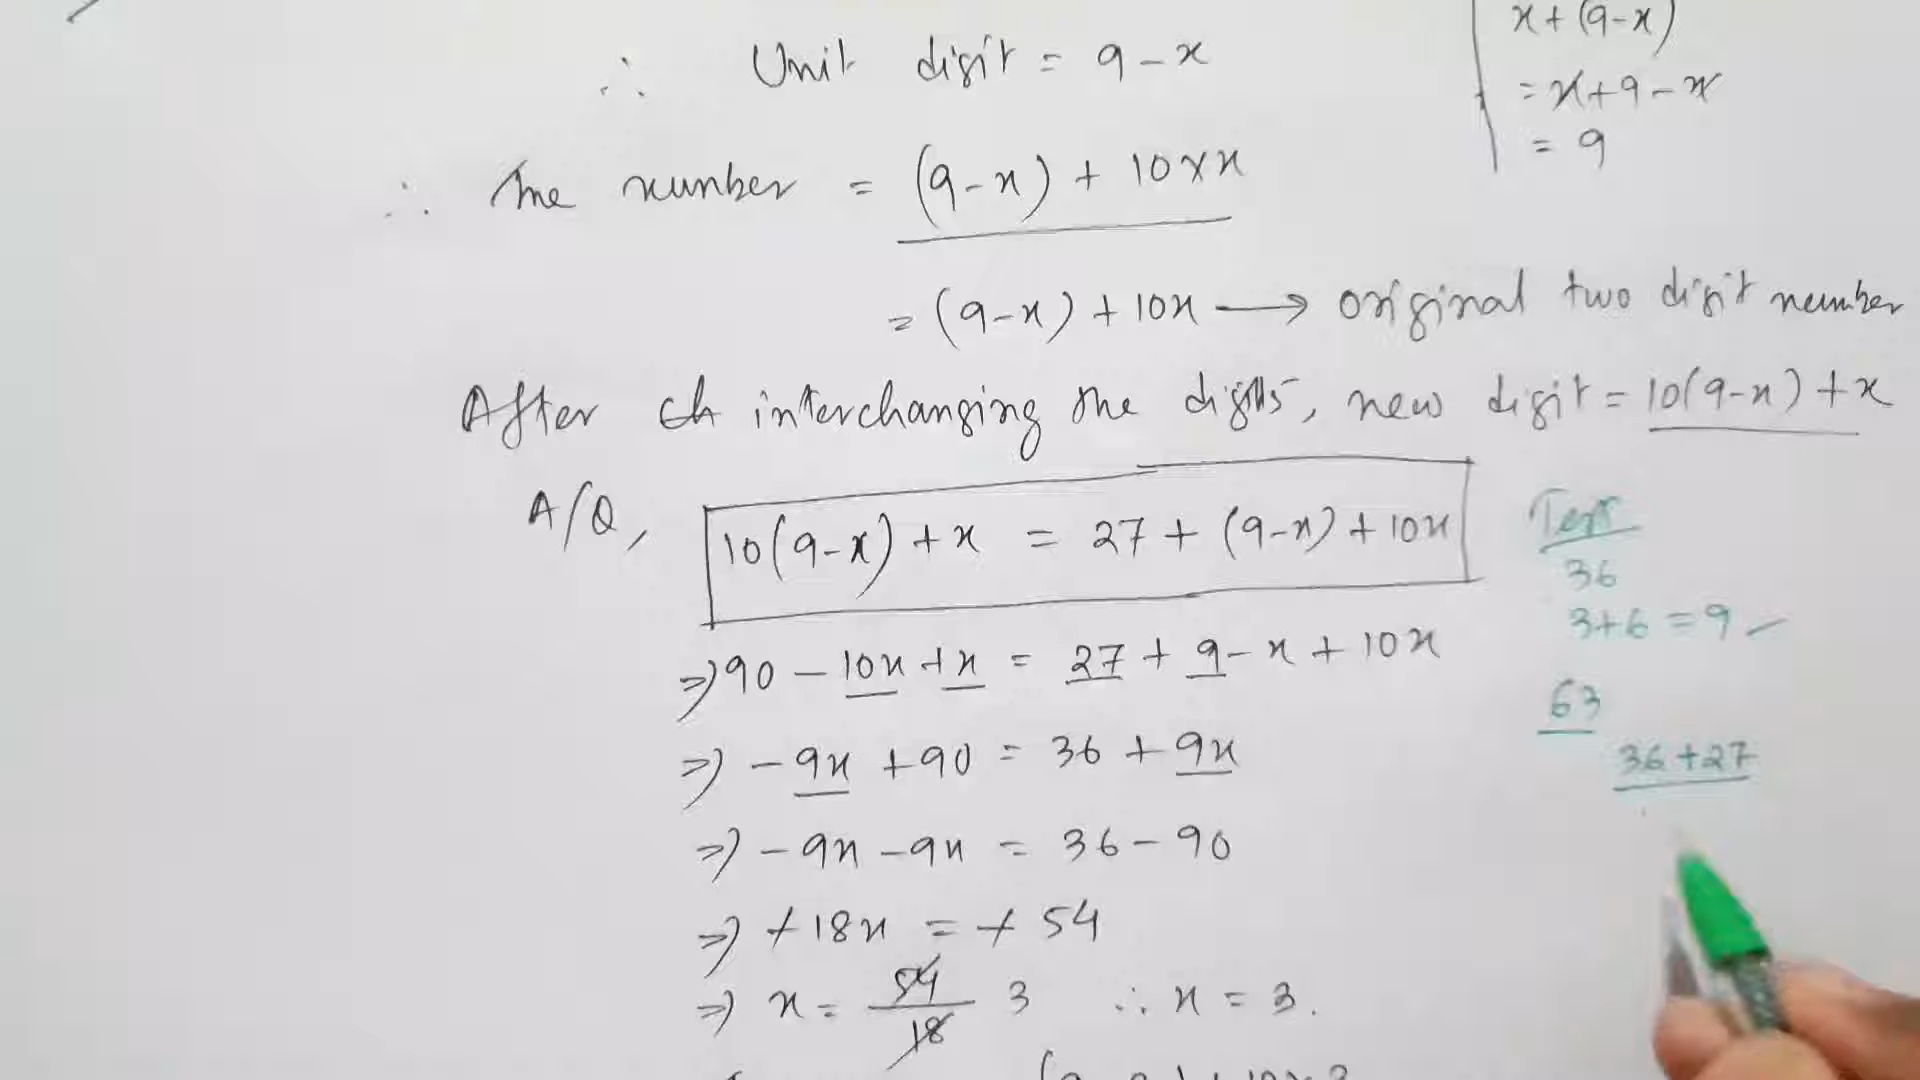 x + (9-x)
= x+9-x
= 9
∴ Unit digit = 9-x
∴ The number = (9-x) + 10×x
= (9-x) + 10x → original two digit number
After ch interchanging the digits, new digit = 10(9-x) + x
A/Q, 10(9-x) + x = 27 + (9-x) + 10x
⇒ 90 - 10x + x = 27 + 9 - x + 10x
⇒ -9x + 90 = 36 + 9x
⇒ -9x - 9x = 36 - 90
⇒ +18x = + 54
⇒ x = 54/18 3 ∴ x = 3.
Test
36
3+6 = 9
63
36 + 27